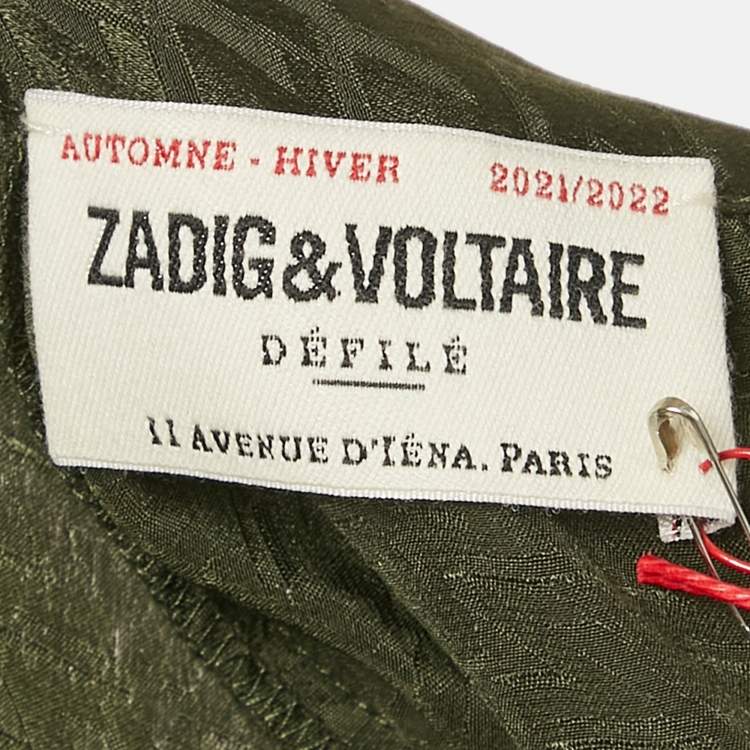 AUTOMNE - HIVER 2021/2022
ZADIG&VOLTAIRE
DÉFILÉ
11 AVENUE D'IÉNA. PARIS